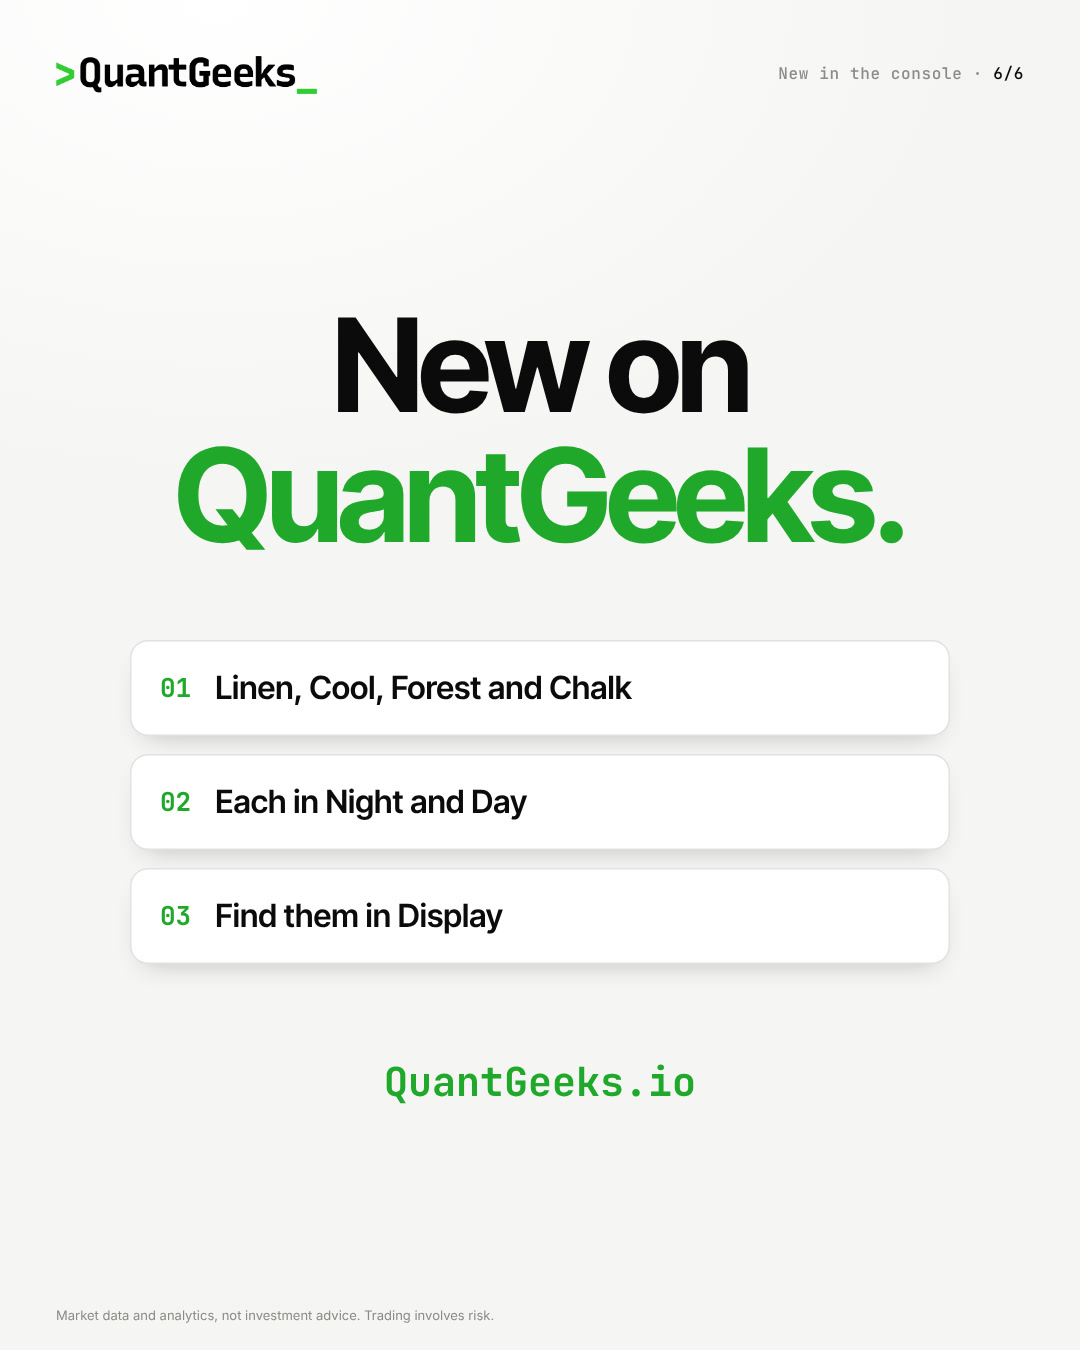 >QuantGeeks_
New in the console · 6/6
New on
QuantGeeks.
01 Linen, Cool, Forest and Chalk
02 Each in Night and Day
03 Find them in Display
QuantGeeks.io
Market data and analytics, not investment advice. Trading involves risk.